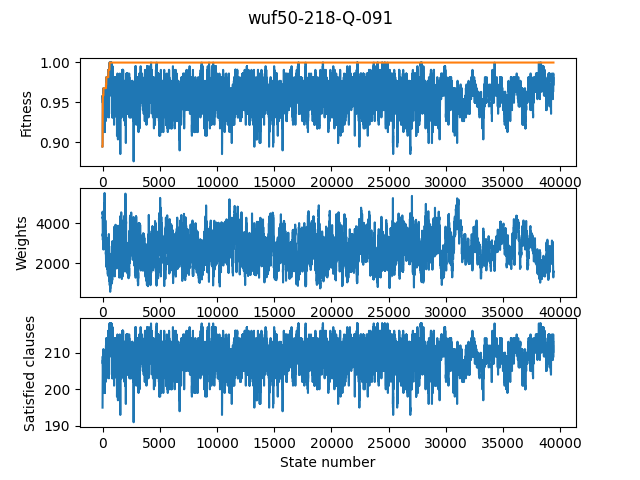 wuf50-218-Q-091
1.00
0.95
0.90
Fitness
0 5000 10000 15000 20000 25000 30000 35000 40000
4000
2000
Weights
0 5000 10000 15000 20000 25000 30000 35000 40000
210
200
190
Satisfied clauses
0 5000 10000 15000 20000 25000 30000 35000 40000
State number